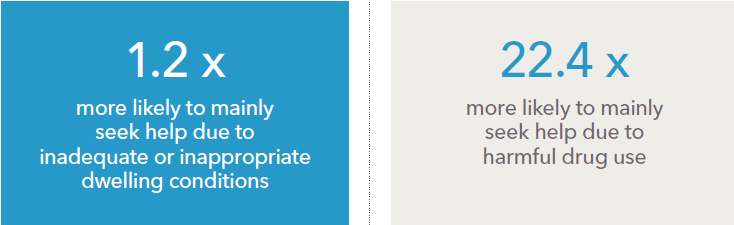 1.2 x
more likely to mainly
seek help due to
inadequate or inappropriate
dwelling conditions
22.4 x
more likely to mainly
seek help due to
harmful drug use